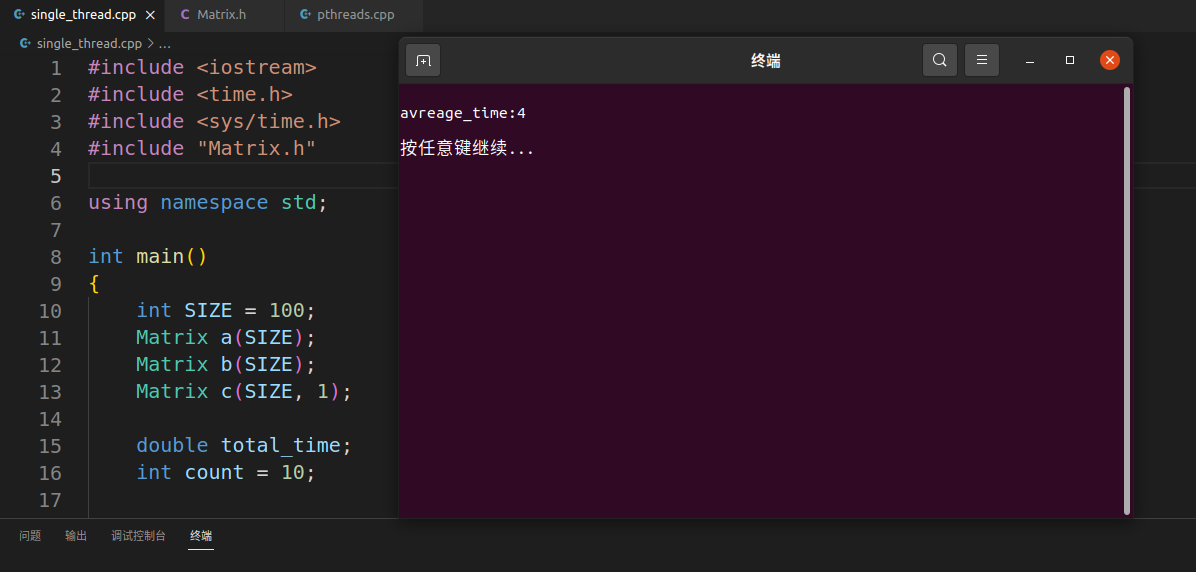 single_thread.cpp
Matrix.h
pthreads.cpp
single_thread.cpp > ...
1 #include <iostream>
2 #include <time.h>
3 #include <sys/time.h>
4 #include "Matrix.h"
5
6 using namespace std;
7
8 int main()
9 {
10 int SIZE = 100;
11 Matrix a(SIZE);
12 Matrix b(SIZE);
13 Matrix c(SIZE, 1);
14
15 double total_time;
16 int count = 10;
17
终端
avreage_time:4
按任意键继续...
问题 输出 调试控制台 终端